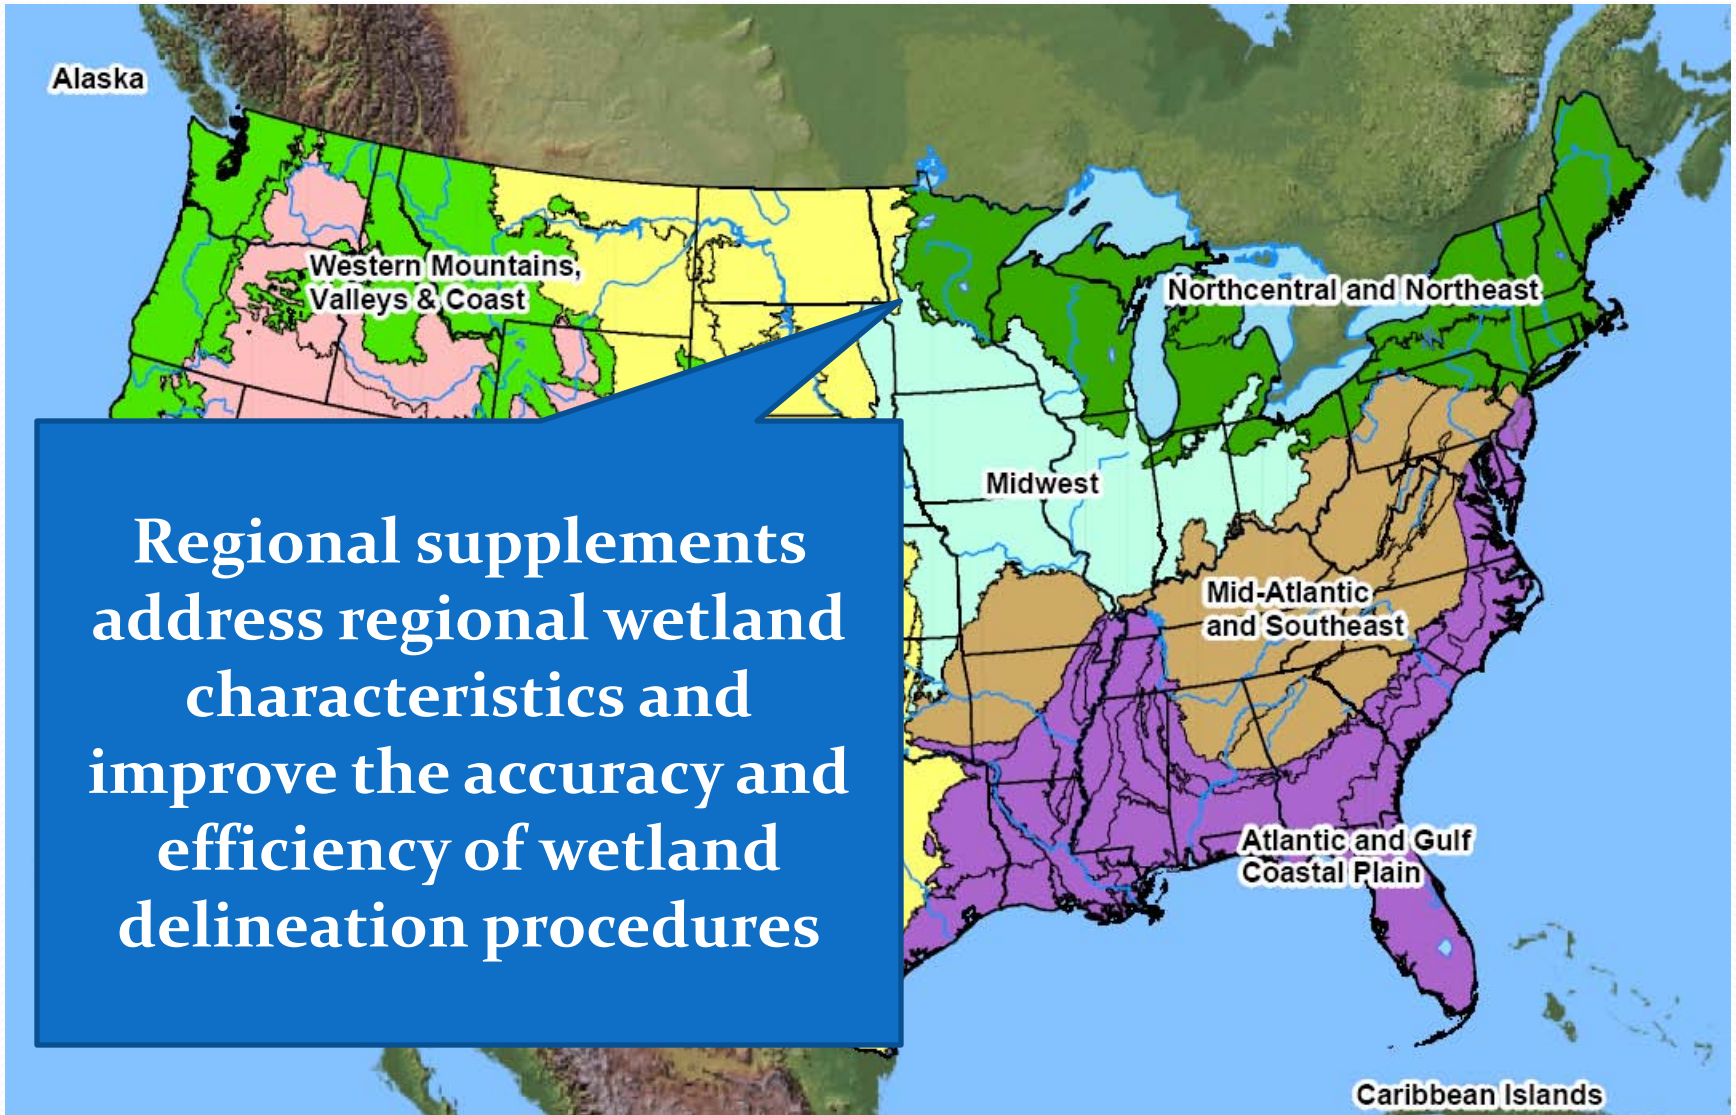 Alaska
Western Mountains,
Valleys & Coast
Northcentral and Northeast
Midwest
Mid-Atlantic
and Southeast
Atlantic and Gulf
Coastal Plain
Caribbean Islands
Regional supplements
address regional wetland
characteristics and
improve the accuracy and
efficiency of wetland
delineation procedures